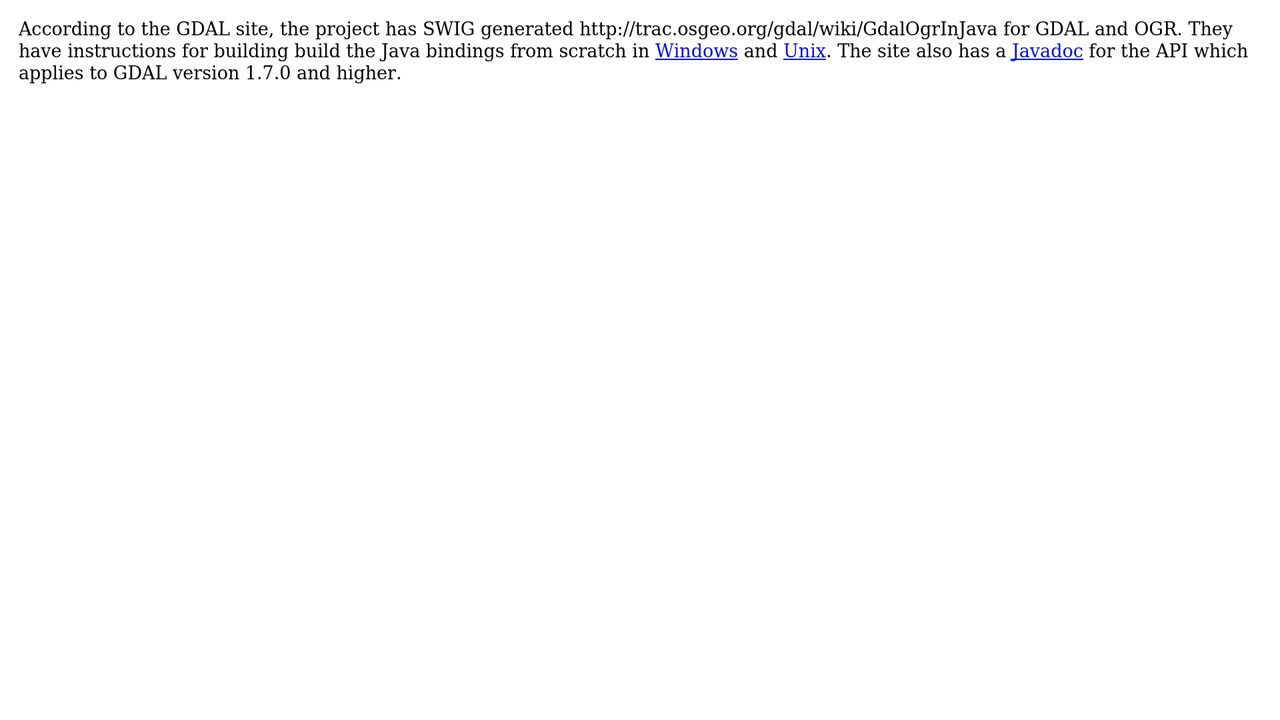 According to the GDAL site, the project has SWIG generated http://trac.osgeo.org/gdal/wiki/GdalOgrInJava for GDAL and OGR. They
have instructions for building build the Java bindings from scratch in Windows and Unix. The site also has a Javadoc for the API which
applies to GDAL version 1.7.0 and higher.